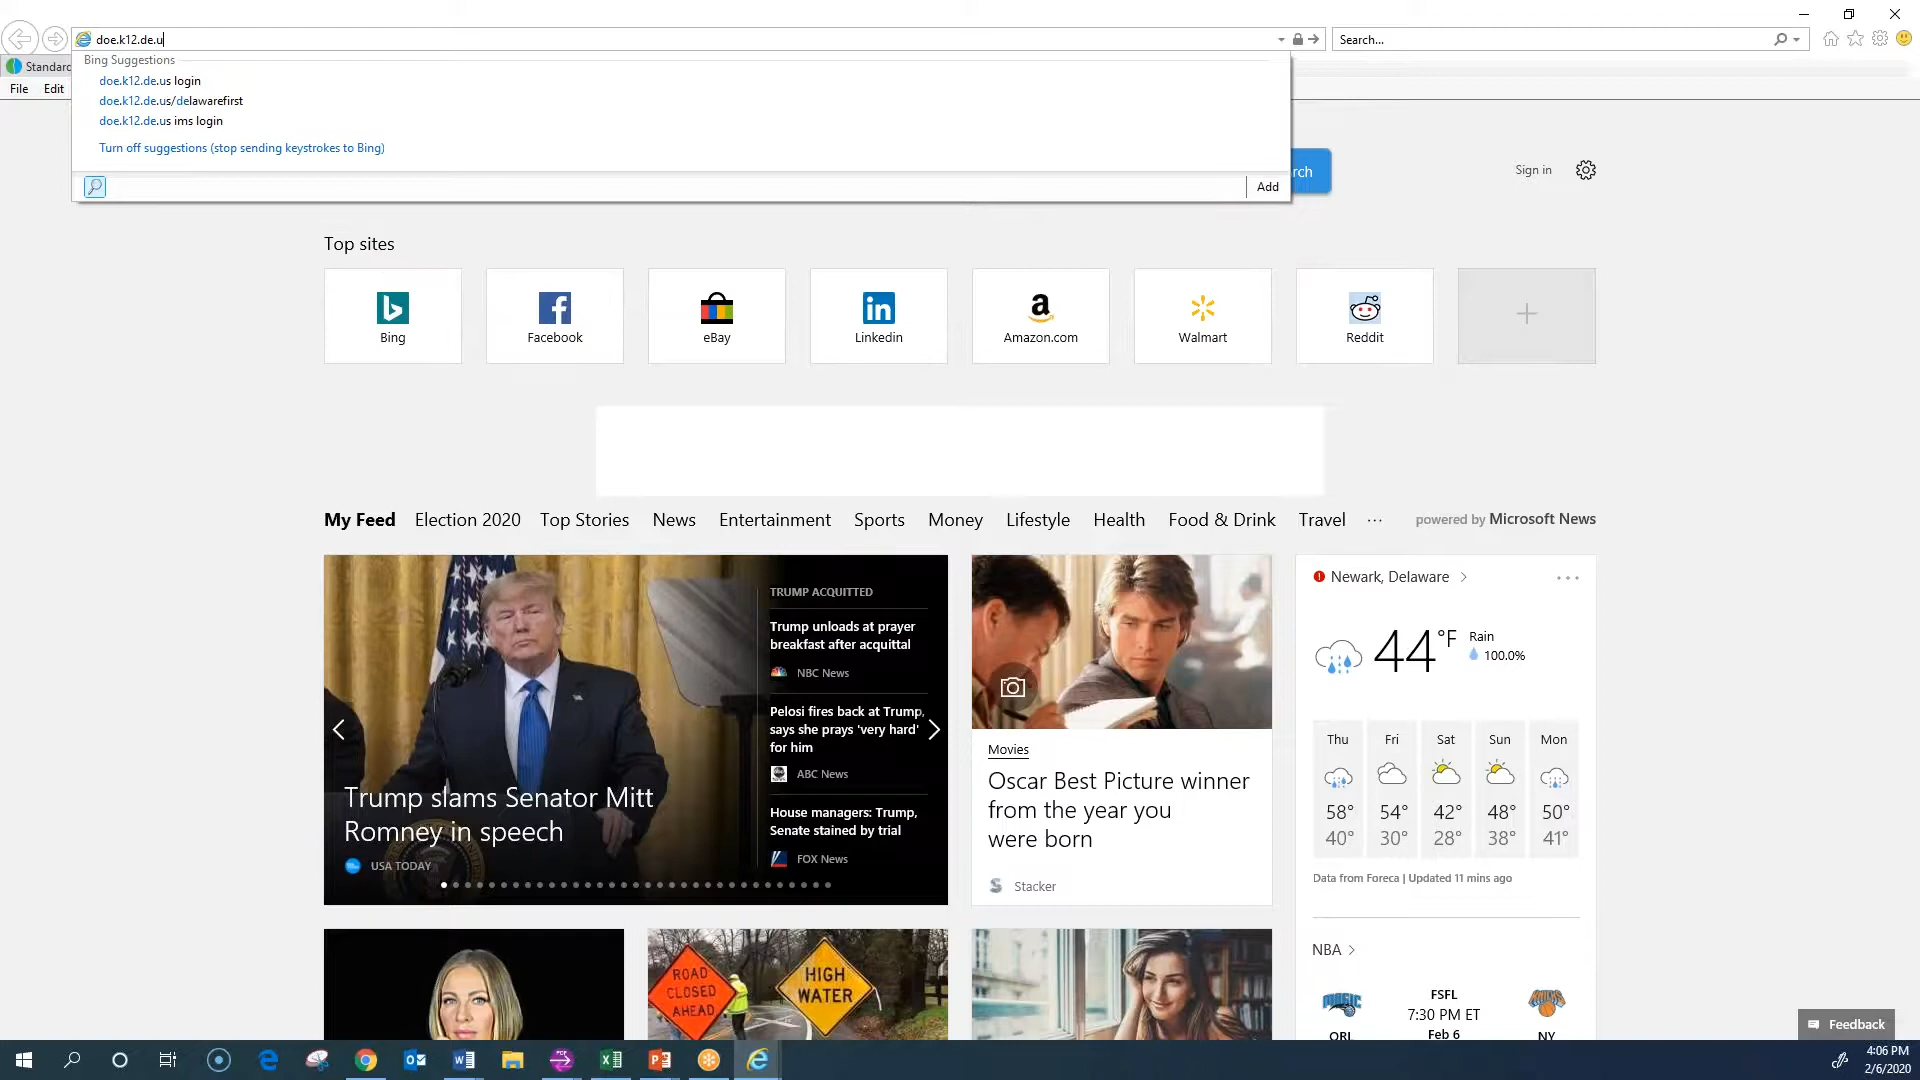 doe.k12.de.u
Search...
Standard
File
Edit
Bing Suggestions
doe.k12.de.us login
doe.k12.de.us/delawarefirst
doe.k12.de.us ims login
Turn off suggestions (stop sending keystrokes to Bing)
Add
rch
Sign in
Top sites
Bing
Facebook
eBay
Linkedin
Amazon.com
Walmart
Reddit
My Feed
Election 2020
Top Stories
News
Entertainment
Sports
Money
Lifestyle
Health
Food & Drink
Travel
...
powered by Microsoft News
TRUMP ACQUITTED
Trump unloads at prayer
breakfast after acquittal
NBC News
Pelosi fires back at Trump,
says she prays 'very hard'
for him
ABC News
House managers: Trump,
Senate stained by trial
FOX News
Trump slams Senator Mitt
Romney in speech
USA TODAY
Movies
Oscar Best Picture winner
from the year you
were born
Stacker
Newark, Delaware
44 °F
Rain
100.0%
Thu Fri Sat Sun Mon
58° 54° 42° 48° 50°
40° 30° 28° 38° 41°
Data from Foreca | Updated 11 mins ago
NBA
MAGIC
ORL
FSFL
7:30 PM ET
Feb 6
NY
ROAD
CLOSED
AHEAD
HIGH
WATER
Feedback
4:06 PM
2/6/2020